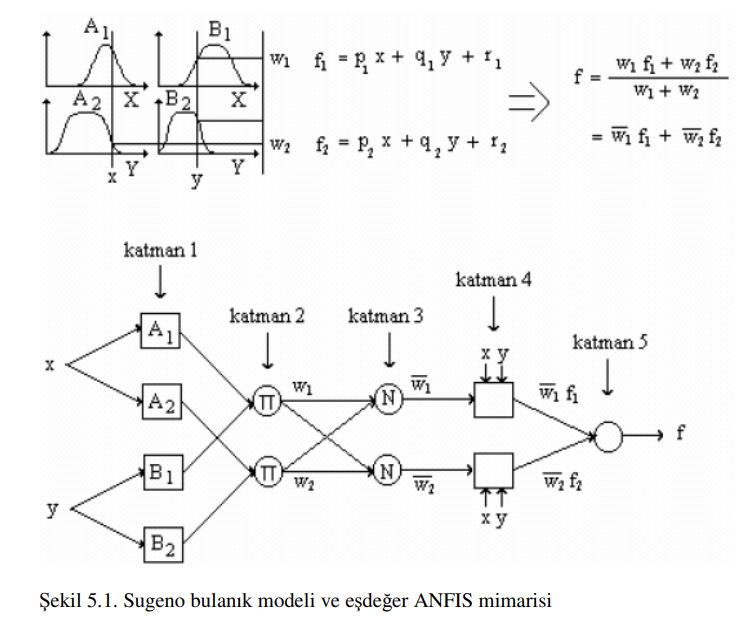 A₁ B₁
w₁ f₁ = p₁ x + q₁ y + r₁
X X
f = w₁ f₁ + w₂ f₂
w₁ + w₂
= w̅₁ f₁ + w̅₂ f₂
A₂ B₂
w₂ f₂ = p₂ x + q₂ y + r₂
x Y y Y
katman 1
katman 4
katman 2 katman 3
katman 5
x y
A₁
x
w₁ w̅₁ w̅₁ f₁
A₂ Π N
f
B₁ Π N
w₂ w̅₂ w̅₂ f₂
y
x y
B₂
Şekil 5.1. Sugeno bulanık modeli ve eşdeğer ANFIS mimarisi